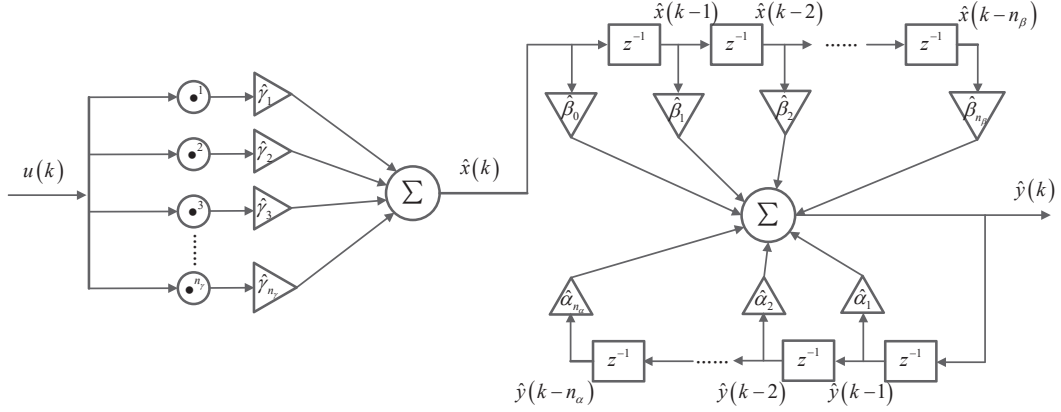 x̂(k−1) x̂(k−2) x̂(k−n_β)
z⁻¹ z⁻¹ ...... z⁻¹
•¹ γ̂₁
β̂₀ β̂₁ β̂₂ β̂_{n_β}
•² γ̂₂
u(k) x̂(k)
Σ
•³ γ̂₃
Σ ŷ(k)
......
•^{n_γ} γ̂_{n_γ}
α̂_{n_α} α̂₂ α̂₁
z⁻¹ ...... z⁻¹ z⁻¹
ŷ(k−n_α) ŷ(k−2) ŷ(k−1)